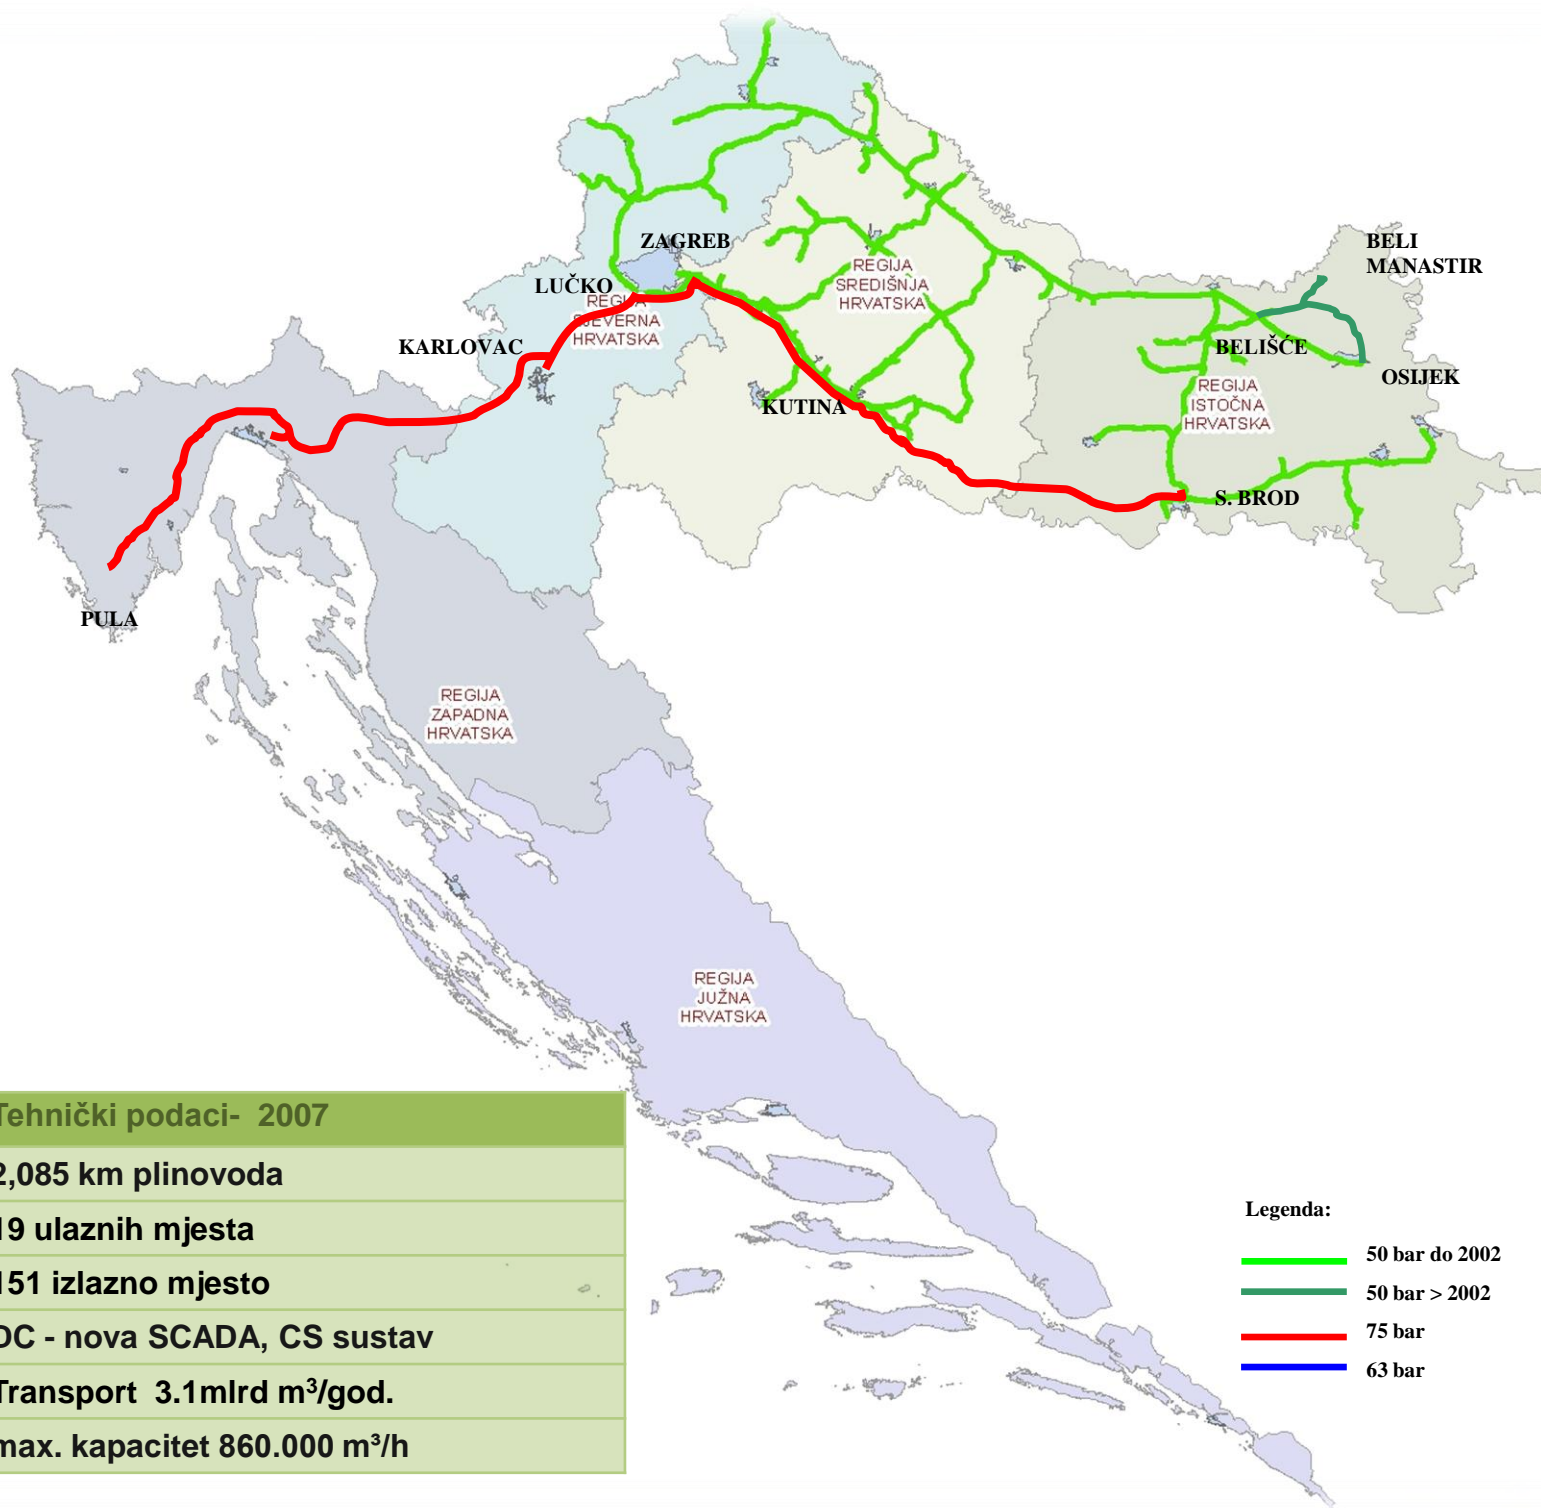 ZAGREB
BELI
MANASTIR
LUČKO
REGIJA
SREDIŠNJA
HRVATSKA
REGIJA
SJEVERNA
HRVATSKA
KARLOVAC
BELIŠĆE
OSIJEK
REGIJA
ISTOČNA
HRVATSKA
KUTINA
S. BROD
PULA
REGIJA
ZAPADNA
HRVATSKA
REGIJA
JUŽNA
HRVATSKA
Tehnički podaci- 2007
2,085 km plinovoda
19 ulaznih mjesta
151 izlazno mjesto
DC - nova SCADA, CS sustav
Transport 3.1mlrd m³/god.
max. kapacitet 860.000 m³/h
Legenda:
50 bar do 2002
50 bar > 2002
75 bar
63 bar